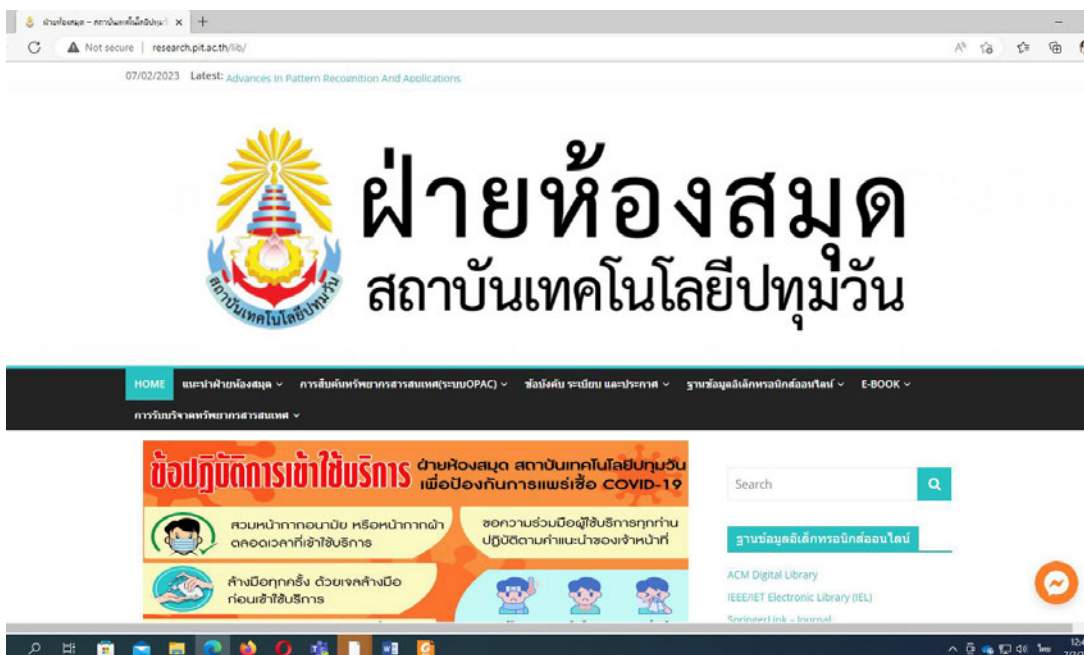 ฝ่ายห้องสมุด – สถาบันเทคโนโลยีปทุมวั
Not secure | research.pit.ac.th/lib/
07/02/2023 Latest: Advances In Pattern Recognition And Applications
ฝ่ายห้องสมุด
สถาบันเทคโนโลยีปทุมวัน
สถาบันเทคโนโลยีปทุมวัน
HOME แนะนำฝ่ายห้องสมุด การสืบค้นทรัพยากรสารสนเทศ(ระบบOPAC) ข้อบังคับ ระเบียบ และประกาศ ฐานข้อมูลอิเล็กทรอนิกส์ออนไลน์ E-BOOK
การรับบริจาคทรัพยากรสารสนเทศ
ข้อปฏิบัติการเข้าใช้บริการ ฝ่ายห้องสมุด สถาบันเทคโนโลยีปทุมวัน
เพื่อป้องกันการแพร่เชื้อ COVID-19
สวมหน้ากากอนามัย หรือหน้ากากผ้า
ตลอดเวลาที่เข้าใช้บริการ
ขอความร่วมมือผู้ใช้บริการทุกท่าน
ปฏิบัติตามคำแนะนำของเจ้าหน้าที่
ล้างมือทุกครั้ง ด้วยเจลล้างมือ
ก่อนเข้าใช้บริการ
Search
ฐานข้อมูลอิเล็กทรอนิกส์ออนไลน์
ACM Digital Library
IEEE/IET Electronic Library (IEL)
SpringerLink – Journal
ไทย